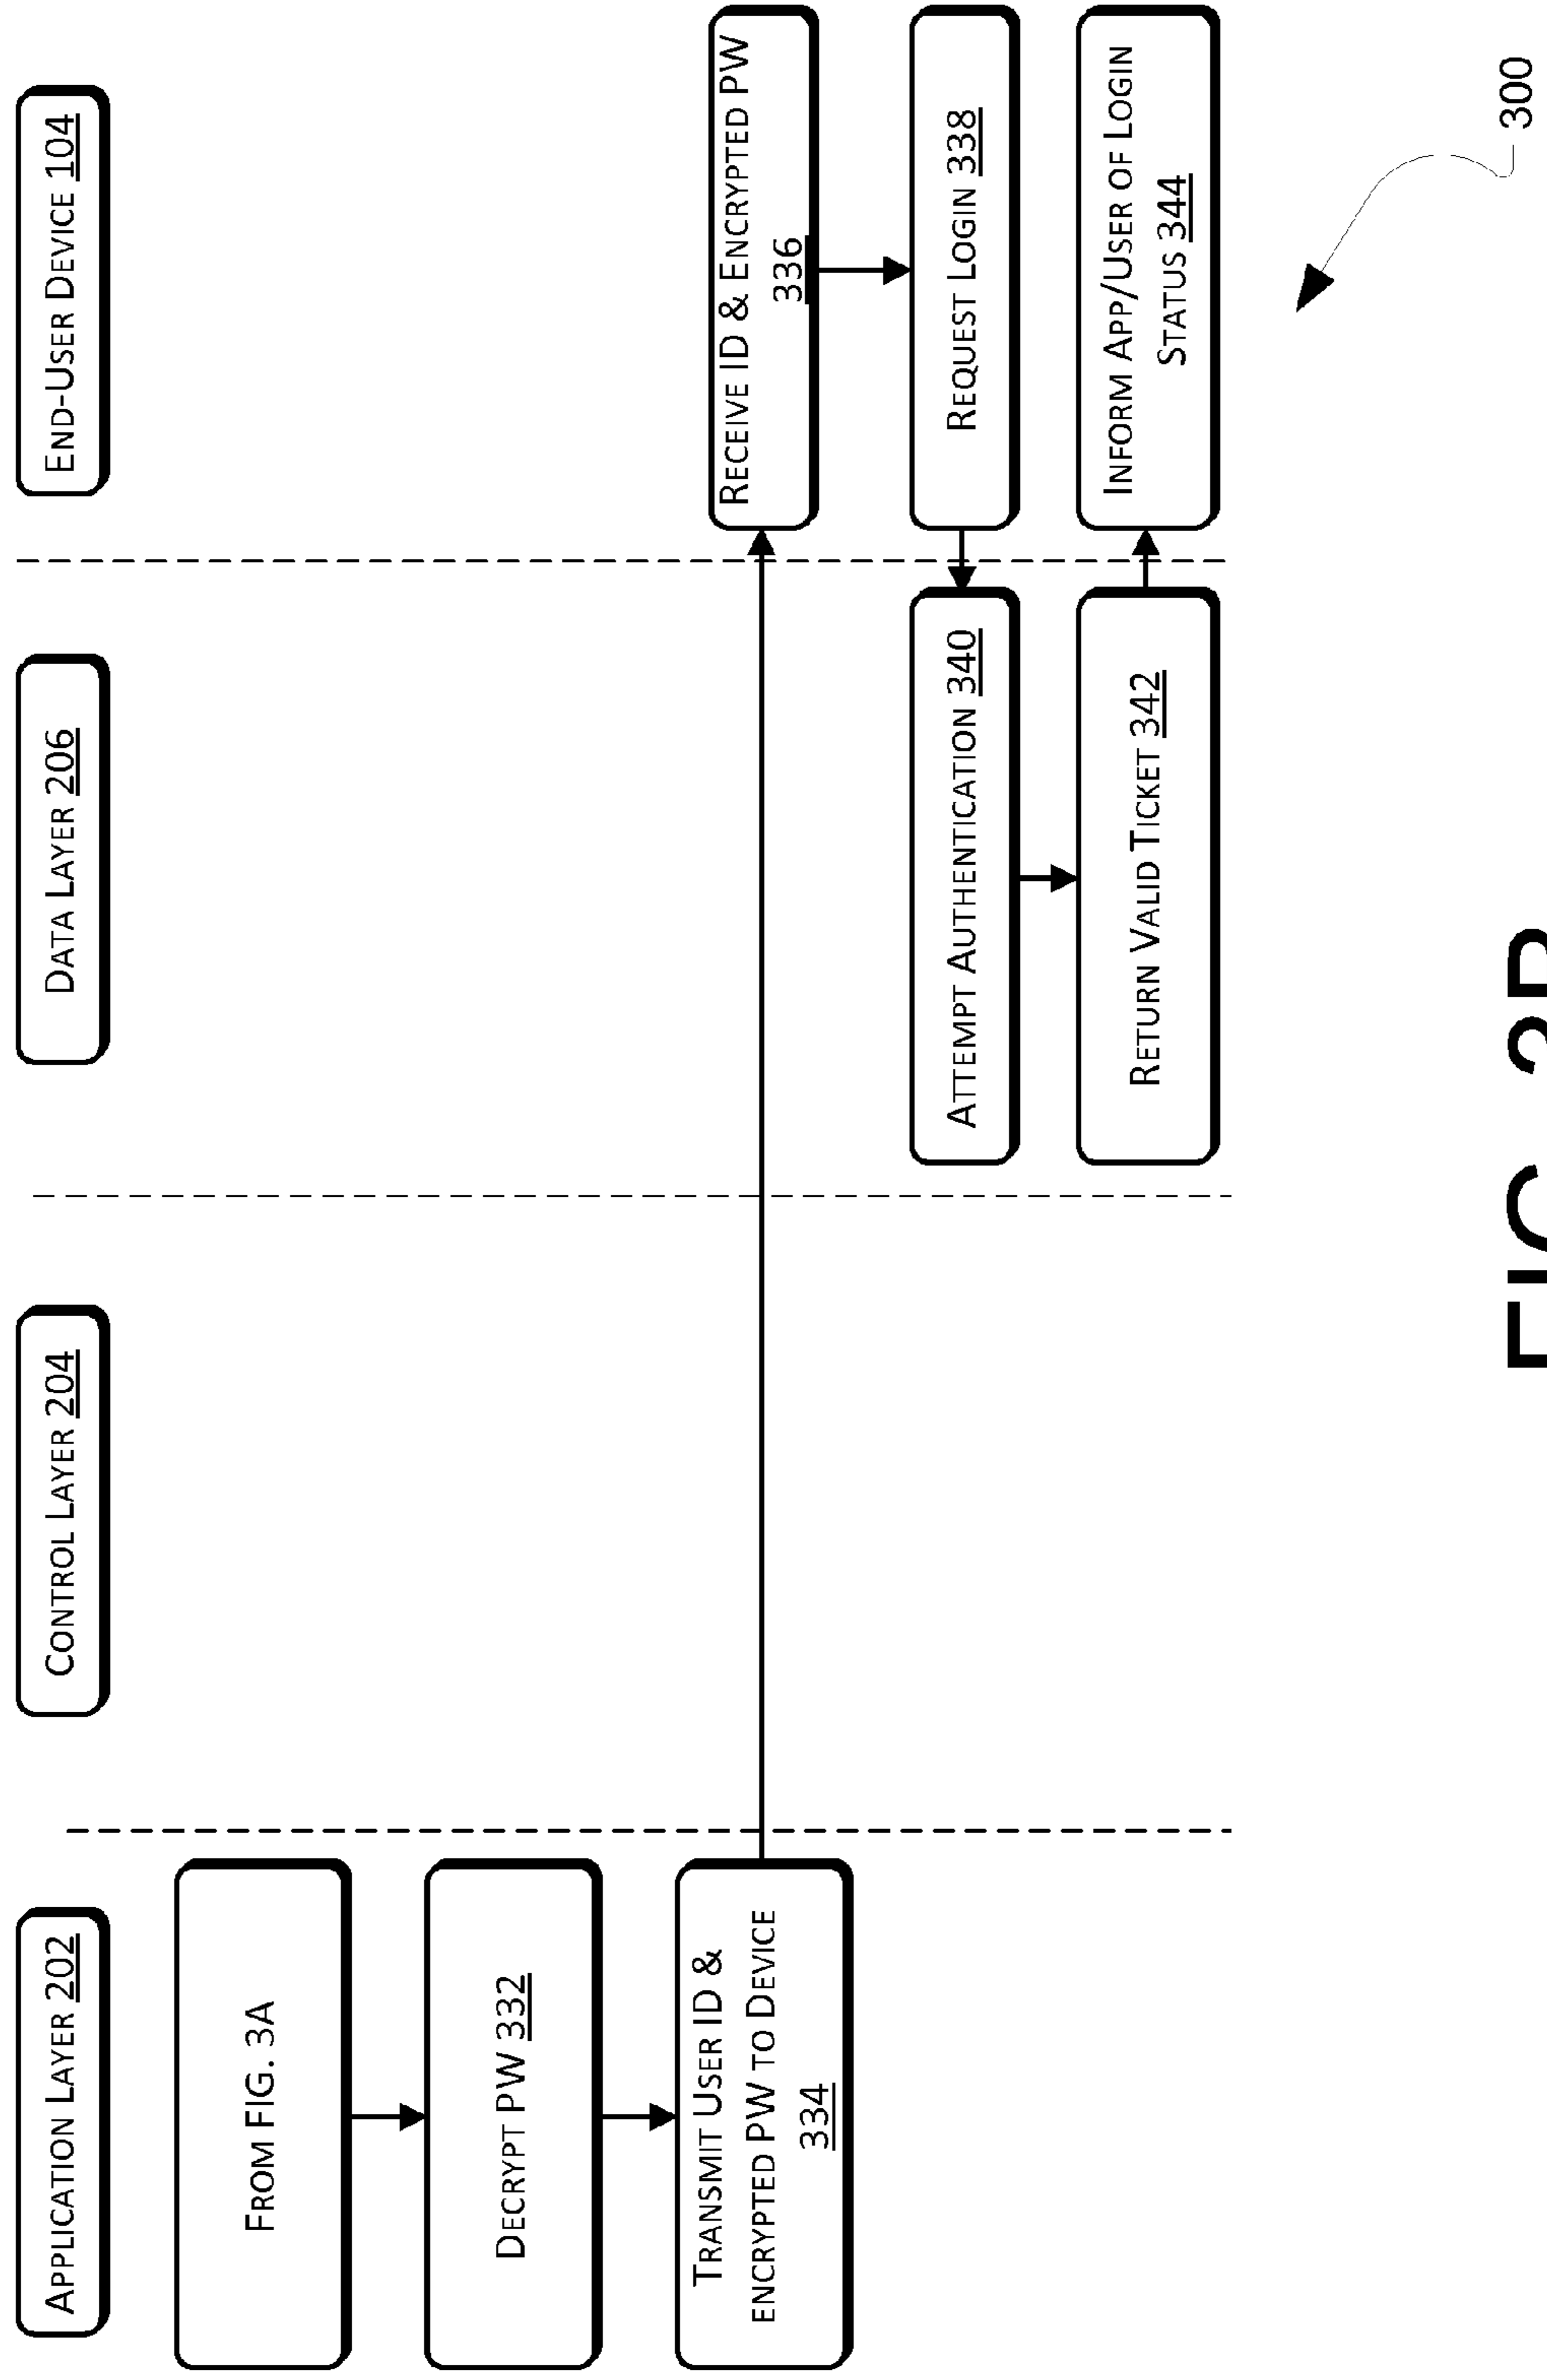 APPLICATION LAYER 202
CONTROL LAYER 204
DATA LAYER 206
END-USER DEVICE 104
FROM FIG. 3A
DECRYPT PW 332
TRANSMIT USER ID &
ENCRYPTED PW TO DEVICE
334
RECEIVE ID & ENCRYPTED PW
336
REQUEST LOGIN 338
ATTEMPT AUTHENTICATION 340
RETURN VALID TICKET 342
INFORM APP/USER OF LOGIN
STATUS 344
300
FIG. 3B